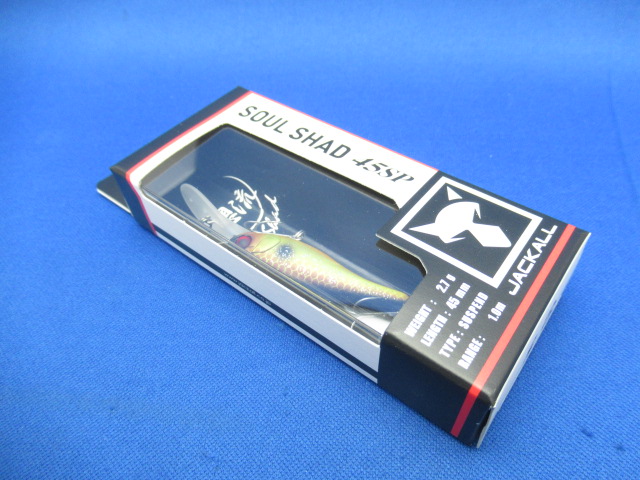 SOUL SHAD 45SP
JACKALL
WEIGHT : 2.7 g
LENGTH : 45 mm
TYPE : SUSPEND
RANGE : 1.0m